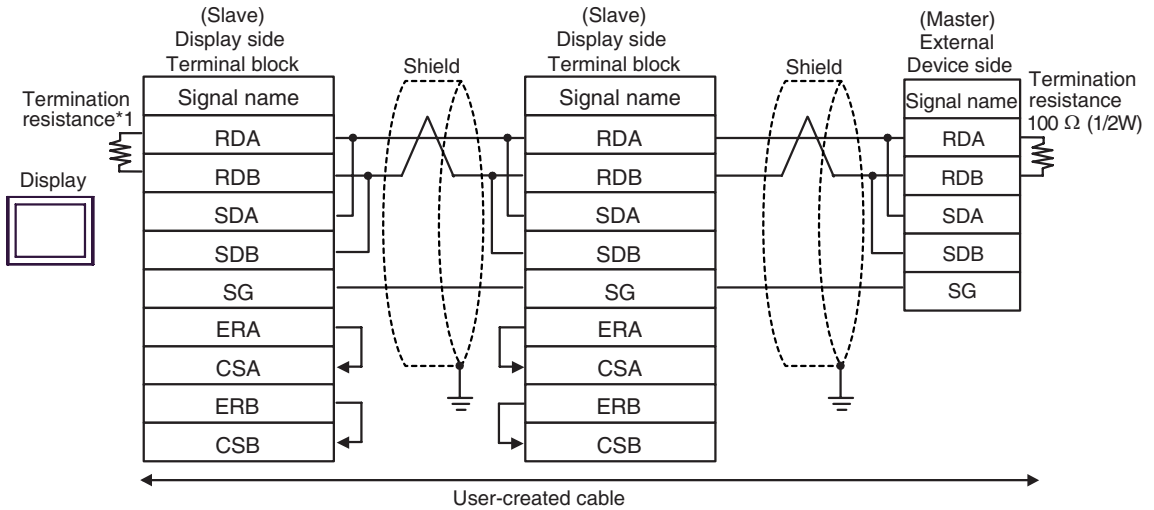 (Slave)
Display side
Terminal block
(Slave)
Display side
Terminal block
(Master)
External
Device side
Shield
Shield
Termination
resistance*1
Termination
resistance
100 Ω (1/2W)
Display
Signal name
RDA
RDB
SDA
SDB
SG
ERA
CSA
ERB
CSB
Signal name
RDA
RDB
SDA
SDB
SG
ERA
CSA
ERB
CSB
Signal name
RDA
RDB
SDA
SDB
SG
User-created cable